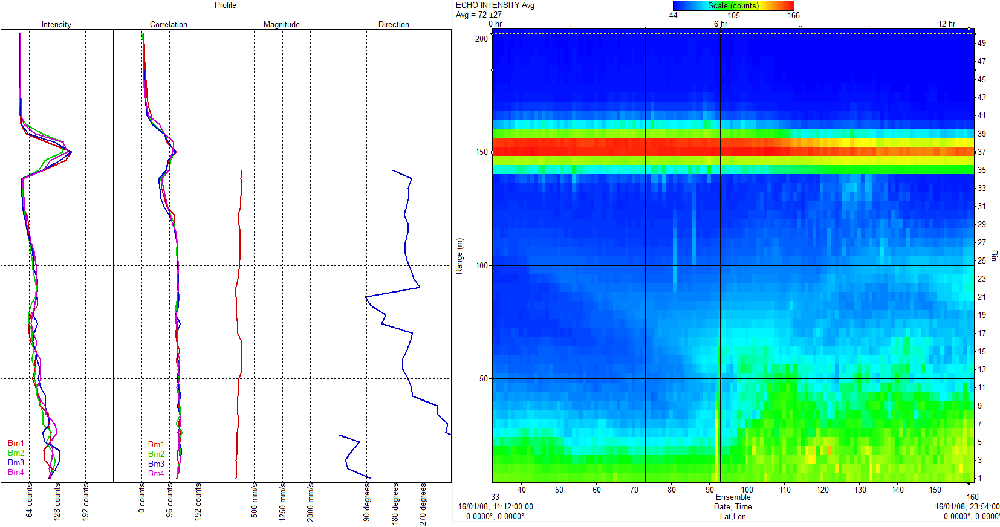 Profile
Intensity
Correlation
Magnitude
Direction
Bm1
Bm2
Bm3
Bm4
Bm1
Bm2
Bm3
Bm4
64 counts
128 counts
192 counts
0 counts
96 counts
192 counts
500 mm/s
1250 mm/s
2000 mm/s
90 degrees
180 degrees
270 degrees
ECHO INTENSITY Avg
Avg = 72 ±27
Scale (counts)
44 105 166
0 hr 6 hr 12 hr
200
150
100
50
Range (m)
49
47
45
43
41
39
37
35
33
31
29
27
25
23
21
19
17
15
13
11
9
7
5
3
1
Bin
40 50 60 70 80 90 100 110 120 130 140 150
33 Ensemble 160
16/01/08, 11:12:00.00 Date, Time 16/01/08, 23:54:00
0.0000°, 0.0000° Lat,Lon 0.0000°, 0.0000°